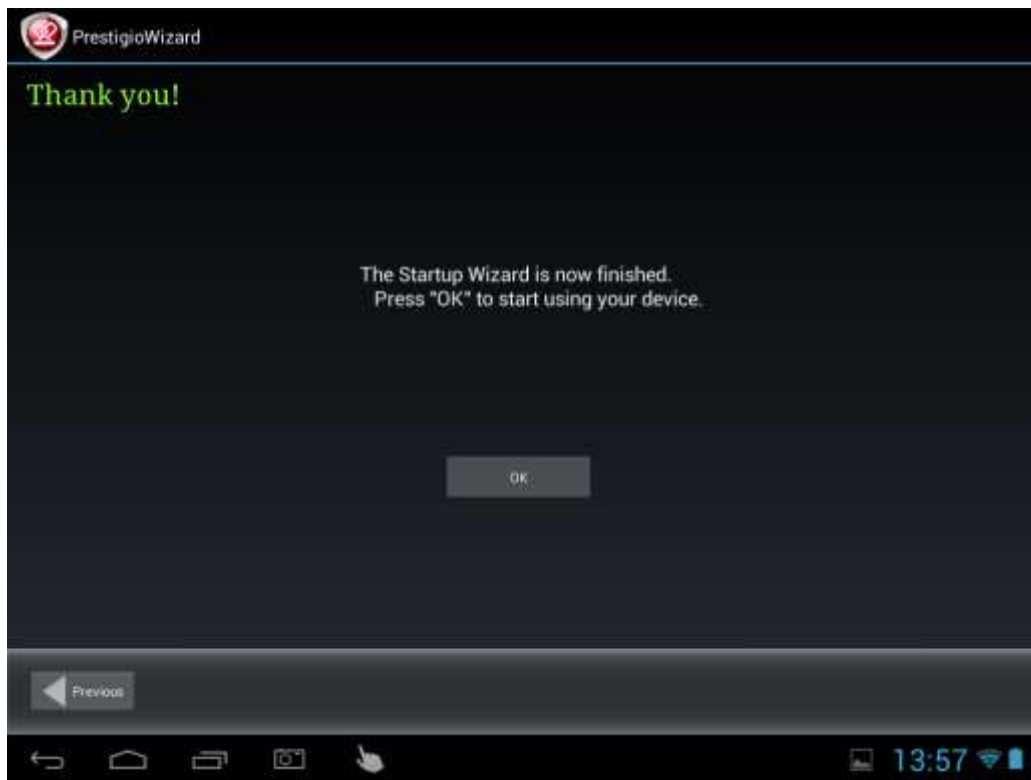 PrestigioWizard
Thank you!
The Startup Wizard is now finished.
Press "OK" to start using your device.
OK
Previous
13:57